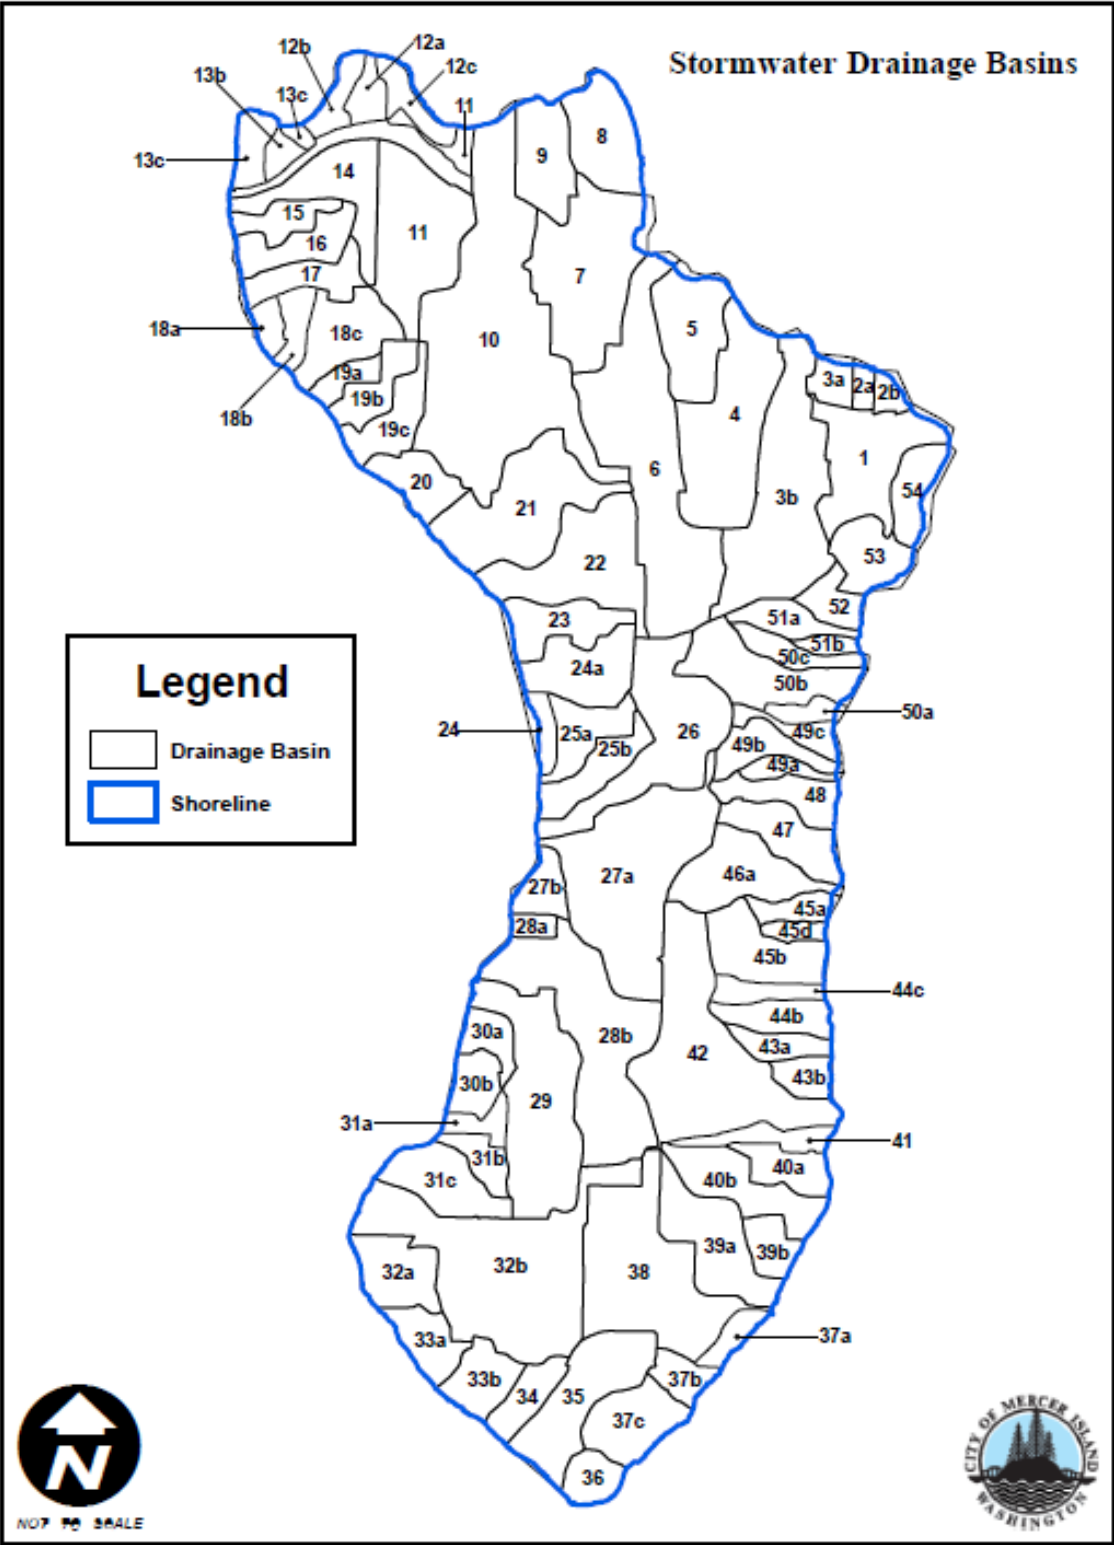 Stormwater Drainage Basins
12a
12b
12c
13b
13c
11
13c
8
9
14
15
11
16
7
17
18a
18c
5
10
19a
3a
2a
2b
19b
18b
4
19c
1
6
20
54
3b
21
53
22
52
51a
23
51b
50c
24a
50b
50a
24
26
25a
49c
25b
49b
49a
48
47
27a
46a
27b
45a
28a
45d
45b
44c
44b
30a
28b
43a
42
43b
30b
29
31a
41
31b
40a
31c
40b
39a
39b
32b
32a
38
37a
33a
33b
37b
34
35
37c
36
Legend
Drainage Basin
Shoreline
N
NOT TO SCALE
CITY OF MERCER ISLAND
WASHINGTON